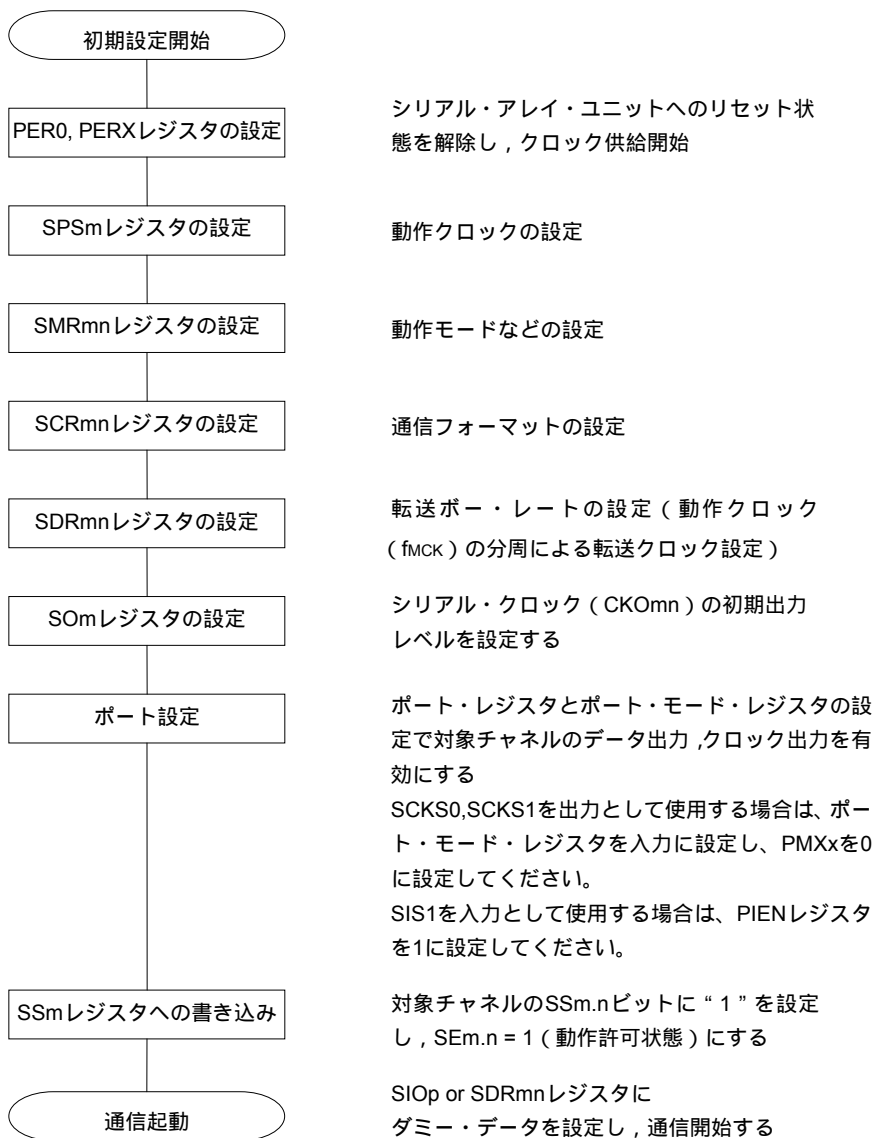 初期設定開始
PER0, PERXレジスタの設定
シリアル・アレイ・ユニットへのリセット状
態を解除し，クロック供給開始
SPSmレジスタの設定
動作クロックの設定
SMRmnレジスタの設定
動作モードなどの設定
SCRmnレジスタの設定
通信フォーマットの設定
SDRmnレジスタの設定
転送ボー・レートの設定（動作クロック
（fMCK）の分周による転送クロック設定）
SOmレジスタの設定
シリアル・クロック（CKOmn）の初期出力
レベルを設定する
ポート設定
ポート・レジスタとポート・モード・レジスタの設
定で対象チャネルのデータ出力，クロック出力を有
効にする
SCKS0,SCKS1を出力として使用する場合は、ポー
ト・モード・レジスタを入力に設定し、PMXxを0
に設定してください。
SIS1を入力として使用する場合は、PIENレジスタ
を1に設定してください。
SSmレジスタへの書き込み
対象チャネルのSSm.nビットに“1”を設定
し，SEm.n = 1（動作許可状態）にする
通信起動
SIOp or SDRmnレジスタに
ダミー・データを設定し，通信開始する